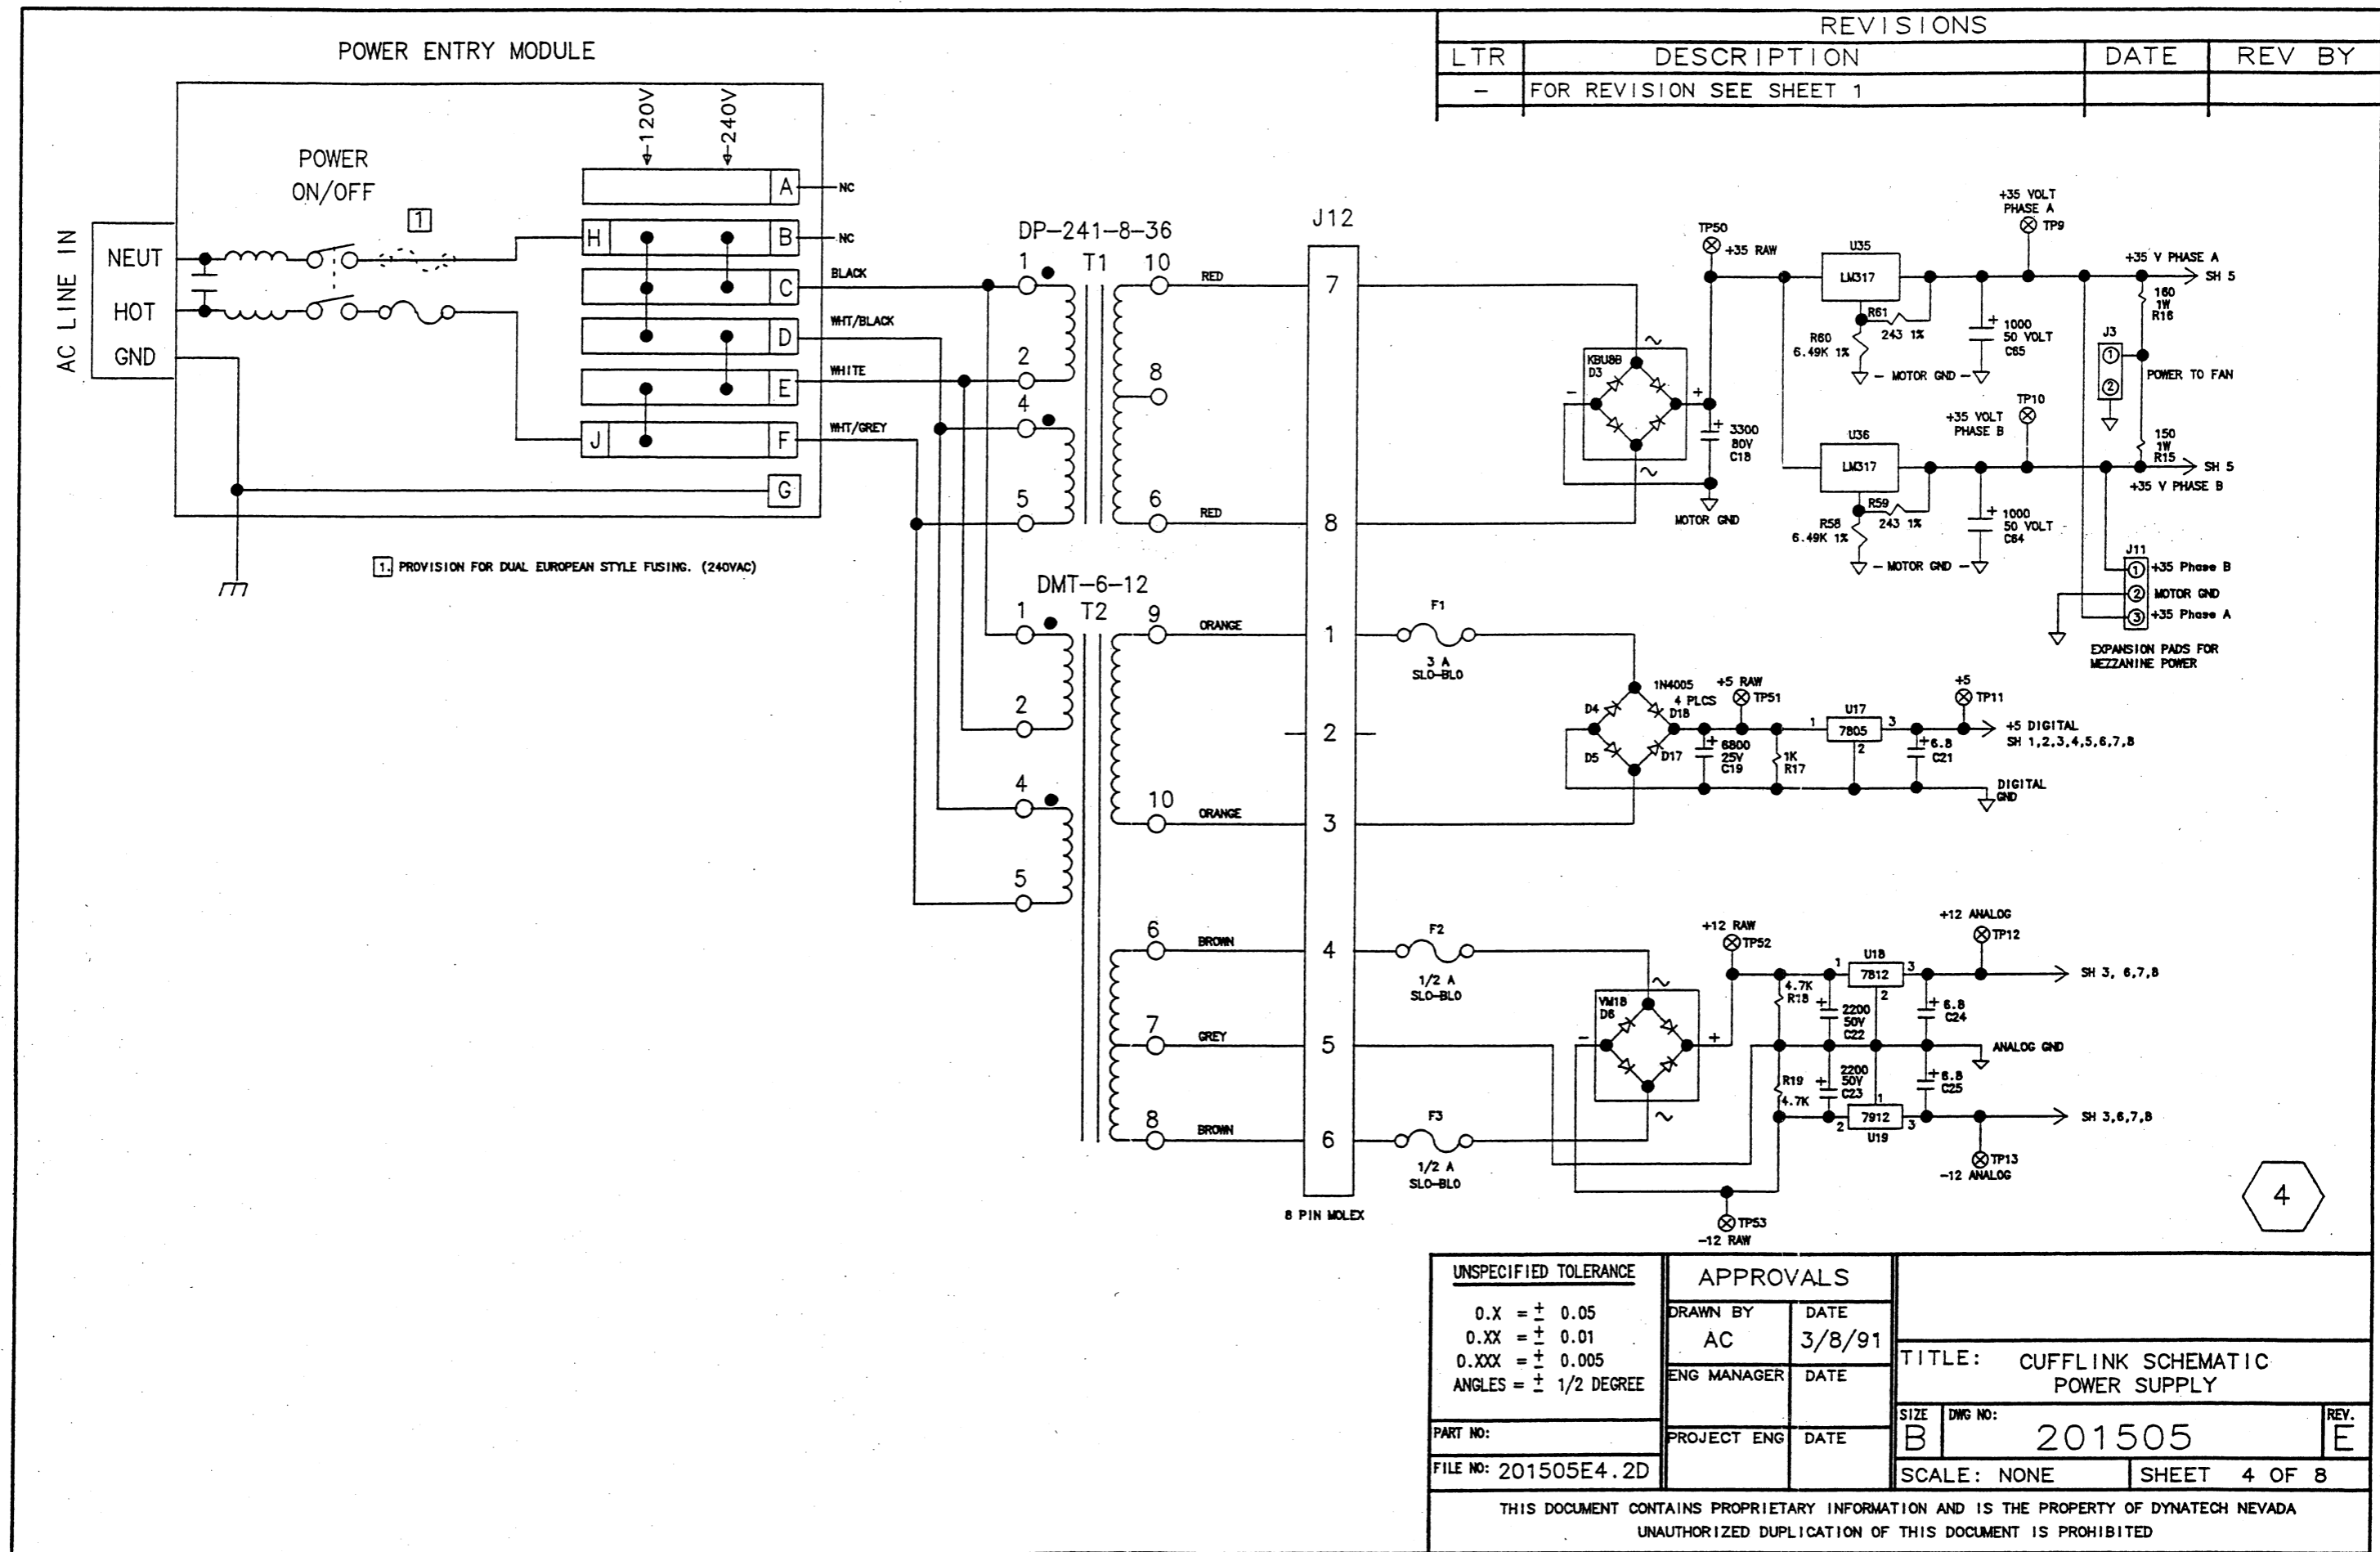 REVISIONS
LTR DESCRIPTION DATE REV BY
- FOR REVISION SEE SHEET 1
POWER ENTRY MODULE
120V
240V
POWER
ON/OFF
1
AC LINE IN
NEUT
HOT
GND
A NC
H B NC
C BLACK
D WHT/BLACK
E WHITE
J F WHT/GREY
G
1. PROVISION FOR DUAL EUROPEAN STYLE FUSING. (240VAC)
DP-241-8-36
T1
1
2
4
5
10 RED
8
6 RED
DMT-6-12
T2
1
2
4
5
9 ORANGE
10 ORANGE
6 BROWN
7 GREY
8 BROWN
J12
7
8
1
2
3
4
5
6
8 PIN MOLEX
KBU8B
D3
~
~
-
+
TP50
+35 RAW
+ 3300
80V
C18
MOTOR GND
U35
LM317
R61
243 1%
R60
6.49K 1%
- MOTOR GND -
+ 1000
50 VOLT
C65
+35 VOLT
PHASE A
TP9
+35 V PHASE A
SH 5
160
1W
R16
J3
1
2
POWER TO FAN
+35 VOLT
PHASE B
TP10
150
1W
R15
SH 5
+35 V PHASE B
U36
LM317
R59
243 1%
R58
6.49K 1%
- MOTOR GND -
+ 1000
50 VOLT
C64
J11
1 +35 Phase B
2 MOTOR GND
3 +35 Phase A
EXPANSION PADS FOR
MEZZANINE POWER
F1
3 A
SLO-BLO
1N4005
4 PLCS
D4
D18
D5
D17
+5 RAW
TP51
+ 6800
25V
C19
1K
R17
U17
1 7805 3
2
+ 6.8
C21
+5
TP11
+5 DIGITAL
SH 1,2,3,4,5,6,7,8
DIGITAL
GND
F2
1/2 A
SLO-BLO
F3
1/2 A
SLO-BLO
VM18
D6
~
~
-
+
+12 RAW
TP52
4.7K
R18
+ 2200
50V
C22
U18
1 7812 3
2
+ 6.8
C24
+12 ANALOG
TP12
SH 3, 6,7,8
ANALOG GND
R19
4.7K
+ 2200
50V
C23
1
2 7912 3
U19
+ 6.8
C25
SH 3,6,7,8
TP13
-12 ANALOG
TP53
-12 RAW
4
UNSPECIFIED TOLERANCE
0.X = ± 0.05
0.XX = ± 0.01
0.XXX = ± 0.005
ANGLES = ± 1/2 DEGREE
PART NO:
FILE NO: 201505E4.2D
APPROVALS
DRAWN BY DATE
AC 3/8/91
ENG MANAGER DATE
PROJECT ENG DATE
TITLE: CUFFLINK SCHEMATIC
POWER SUPPLY
SIZE DWG NO: REV.
B 201505 E
SCALE: NONE SHEET 4 OF 8
THIS DOCUMENT CONTAINS PROPRIETARY INFORMATION AND IS THE PROPERTY OF DYNATECH NEVADA
UNAUTHORIZED DUPLICATION OF THIS DOCUMENT IS PROHIBITED